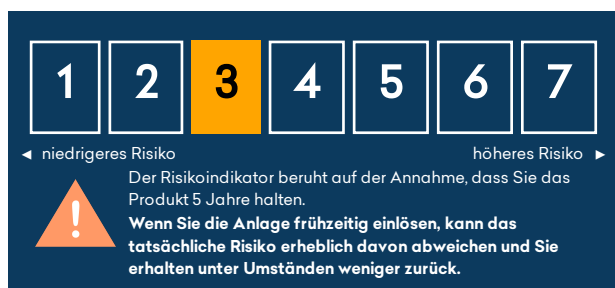 1 2 3 4 5 6 7
◄ niedrigeres Risiko höheres Risiko ►
Der Risikoindikator beruht auf der Annahme, dass Sie das
Produkt 5 Jahre halten.
!
Wenn Sie die Anlage frühzeitig einlösen, kann das
tatsächliche Risiko erheblich davon abweichen und Sie
erhalten unter Umständen weniger zurück.